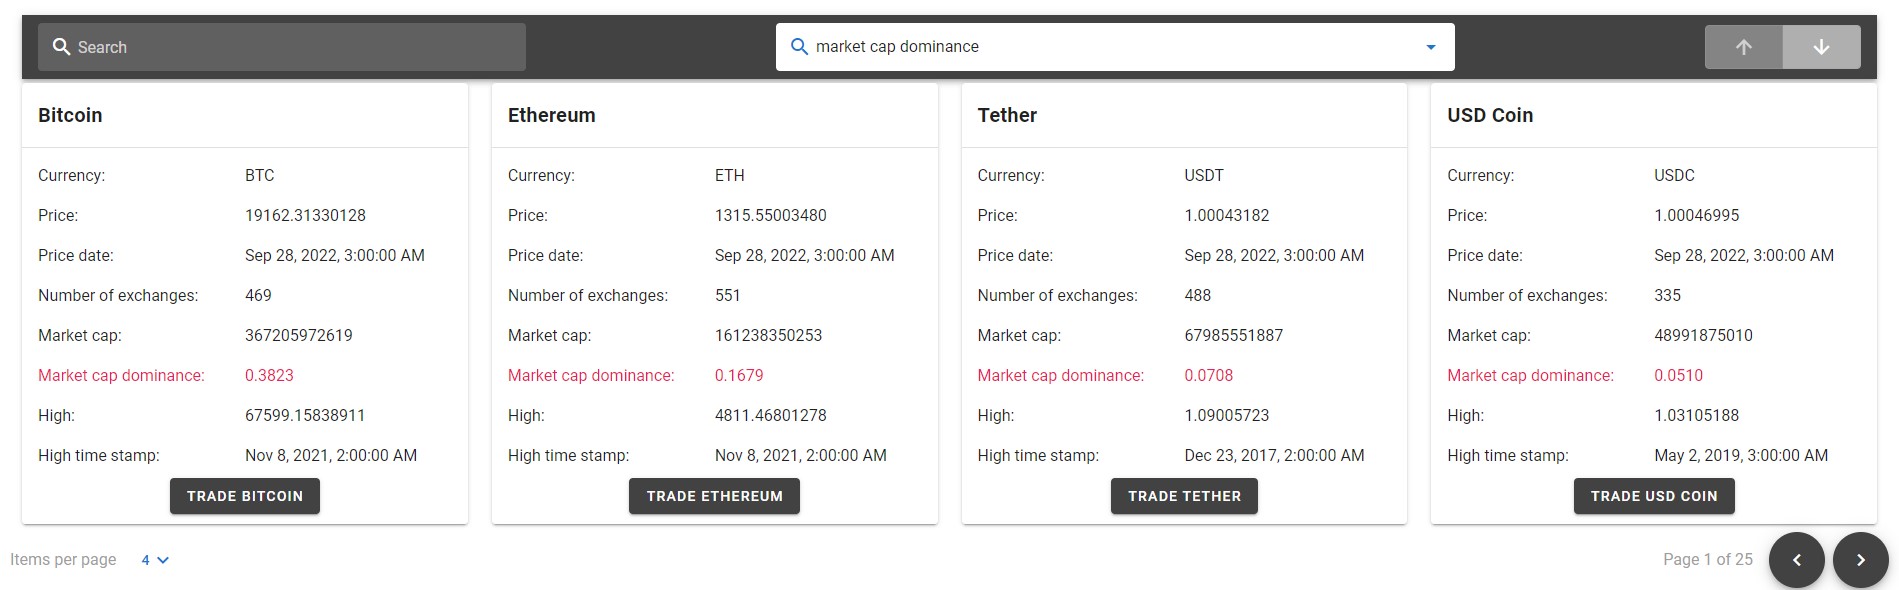 Search
market cap dominance
Bitcoin
Currency: BTC
Price: 19162.31330128
Price date: Sep 28, 2022, 3:00:00 AM
Number of exchanges: 469
Market cap: 367205972619
Market cap dominance: 0.3823
High: 67599.15838911
High time stamp: Nov 8, 2021, 2:00:00 AM
TRADE BITCOIN
Ethereum
Currency: ETH
Price: 1315.55003480
Price date: Sep 28, 2022, 3:00:00 AM
Number of exchanges: 551
Market cap: 161238350253
Market cap dominance: 0.1679
High: 4811.46801278
High time stamp: Nov 8, 2021, 2:00:00 AM
TRADE ETHEREUM
Tether
Currency: USDT
Price: 1.00043182
Price date: Sep 28, 2022, 3:00:00 AM
Number of exchanges: 488
Market cap: 67985551887
Market cap dominance: 0.0708
High: 1.09005723
High time stamp: Dec 23, 2017, 2:00:00 AM
TRADE TETHER
USD Coin
Currency: USDC
Price: 1.00046995
Price date: Sep 28, 2022, 3:00:00 AM
Number of exchanges: 335
Market cap: 48991875010
Market cap dominance: 0.0510
High: 1.03105188
High time stamp: May 2, 2019, 3:00:00 AM
TRADE USD COIN
Items per page 4
Page 1 of 25